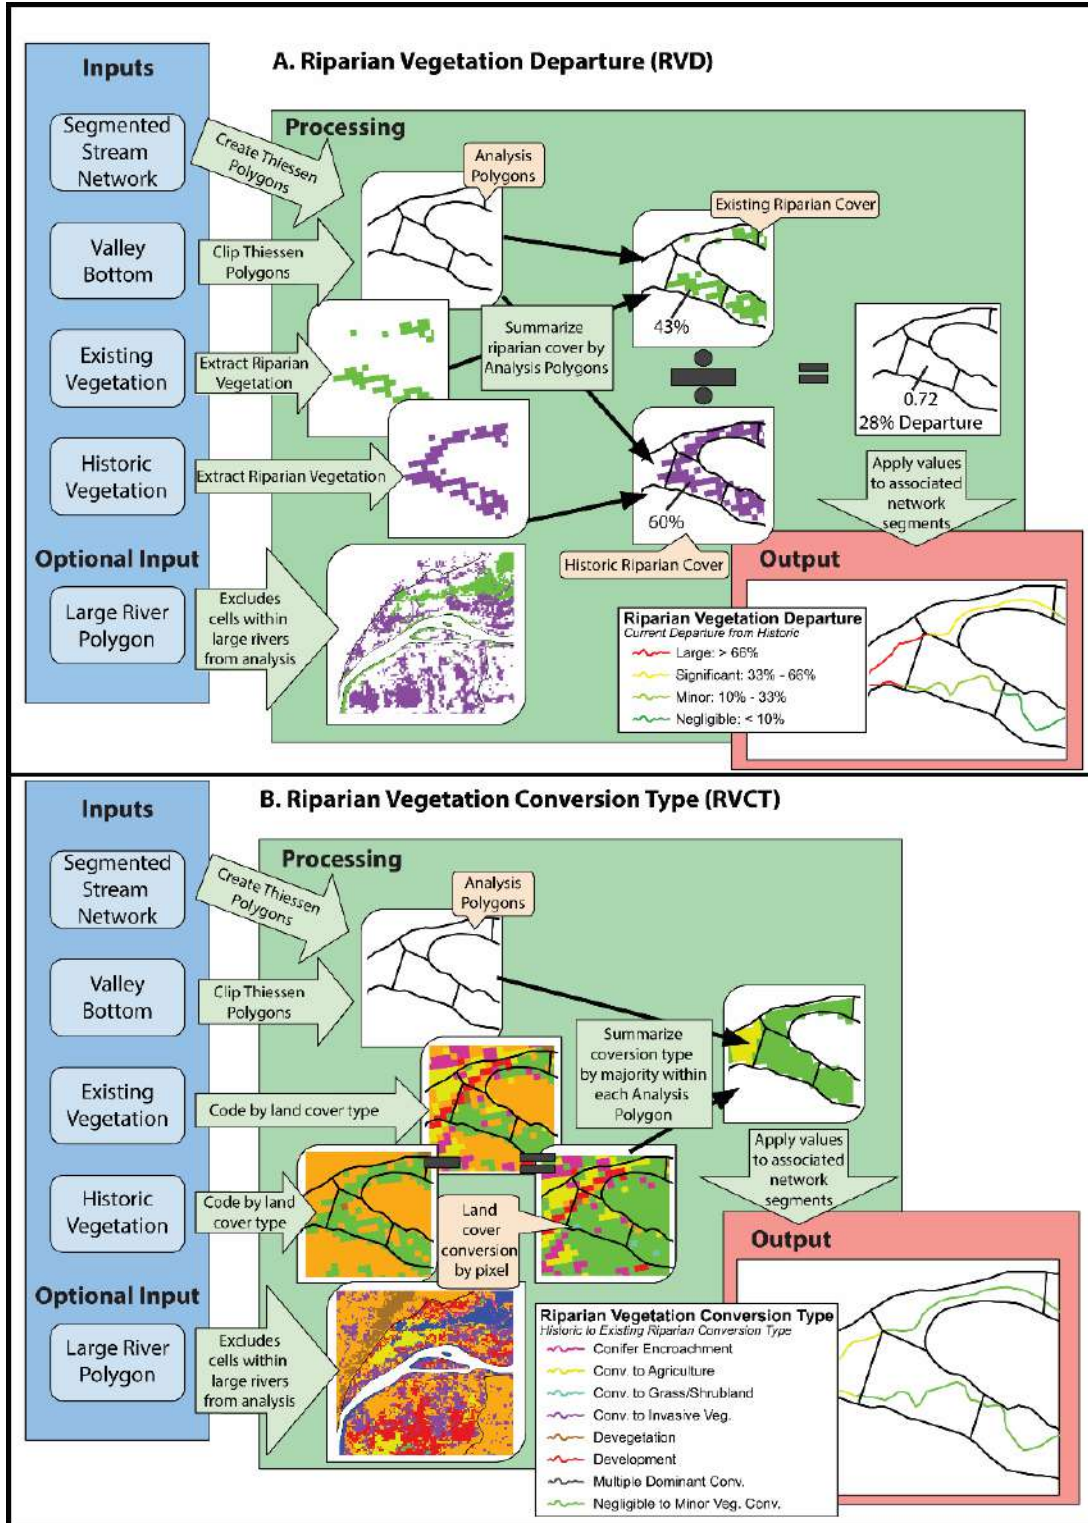 A. Riparian Vegetation Departure (RVD)
Inputs
Segmented
Stream
Network
Valley
Bottom
Existing
Vegetation
Historic
Vegetation
Optional Input
Large River
Polygon
Processing
Create Thiessen
Polygons
Clip Thiessen
Polygons
Extract Riparian
Vegetation
Extract Riparian Vegetation
Excludes
cells within
large rivers
from analysis
Analysis
Polygons
Summarize
riparian cover by
Analysis Polygons
Existing Riparian Cover
43%
60%
Historic Riparian Cover
0.72
28% Departure
Apply values
to associated
network
segments
Output
Riparian Vegetation Departure
Current Departure from Historic
Large: > 66%
Significant: 33% - 66%
Minor: 10% - 33%
Negligible: < 10%
B. Riparian Vegetation Conversion Type (RVCT)
Inputs
Segmented
Stream
Network
Valley
Bottom
Existing
Vegetation
Historic
Vegetation
Optional Input
Large River
Polygon
Processing
Create Thiessen
Polygons
Clip Thiessen
Polygons
Code by land cover type
Code by land
cover type
Excludes
cells within
large rivers
from analysis
Analysis
Polygons
Summarize
coversion type
by majority within
each Analysis
Polygon
Land
cover
conversion
by pixel
Apply values
to associated
network
segments
Output
Riparian Vegetation Conversion Type
Historic to Existing Riparian Conversion Type
Conifer Encroachment
Conv. to Agriculture
Conv. to Grass/Shrubland
Conv. to Invasive Veg.
Devegetation
Development
Multiple Dominant Conv.
Negligible to Minor Veg. Conv.